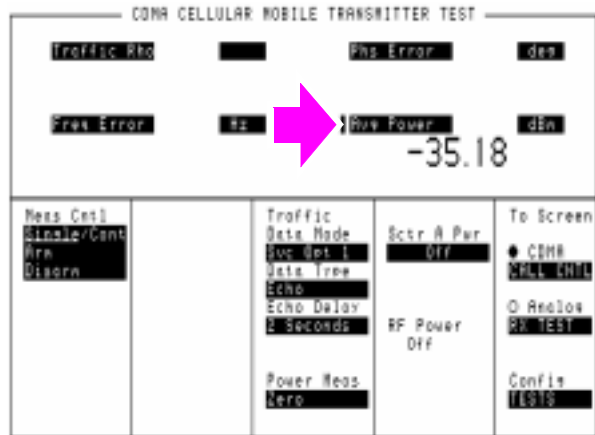 CDMA CELLULAR MOBILE TRANSMITTER TEST
Traffic Rho
Phs Error deg
Freq Error Hz
Avg Power dBm
-35.18
Meas Cntl
Single/Cont
Arm
Disarm
Traffic
Data Mode
Svc Opt 1
Data Type
Echo
Echo Delay
2 Seconds
Power Meas
Zero
Sctr A Pwr
Off
RF Power
Off
To Screen
CDMA
CALL CNTL
Analog
RX TEST
Config
TESTS